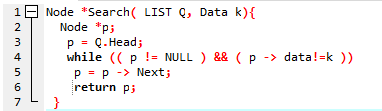 1 Node *Search( LIST Q, Data k){
2 Node *p;
3 p = Q.Head;
4 while (( p != NULL ) && ( p -> data!=k ))
5 p = p -> Next;
6 return p;
7 }